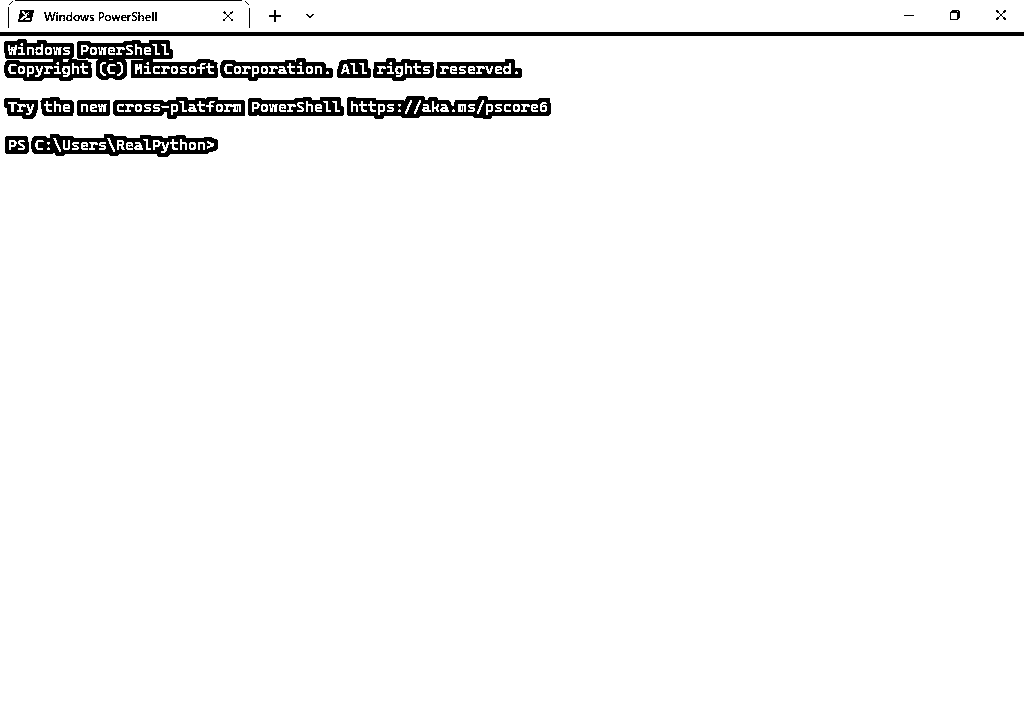 Windows PowerShell
Windows PowerShell
Copyright (C) Microsoft Corporation. All rights reserved.
Try the new cross-platform PowerShell https://aka.ms/pscore6
PS C:\Users\RealPython>